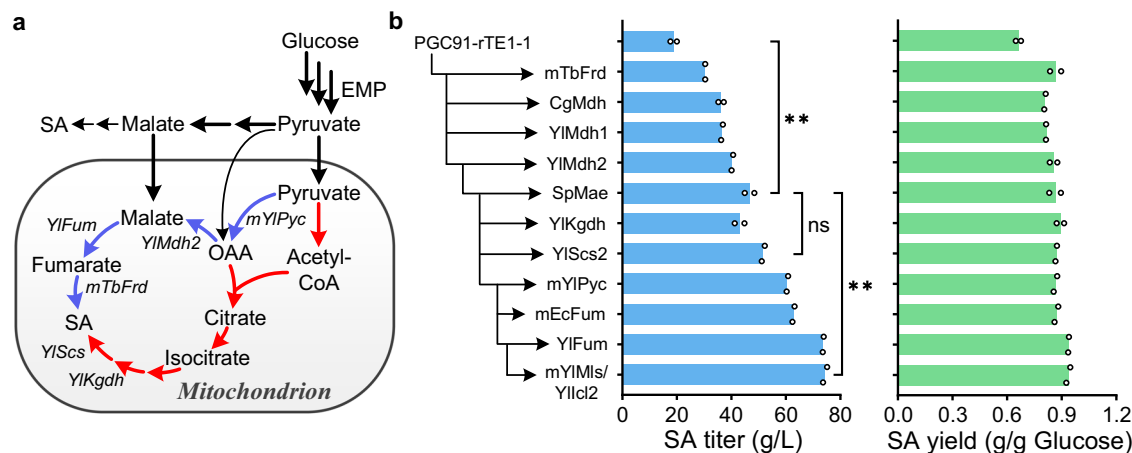 a
Glucose
EMP
SA
Malate
Pyruvate
Pyruvate
Malate
YlFum
YlMdh2
mYlPyc
OAA
Fumarate
mTbFrd
Acetyl-
CoA
SA
Citrate
YlScs
Isocitrate
YlKgdh
Mitochondrion
b
PGC91-rTE1-1
mTbFrd
CgMdh
YlMdh1
YlMdh2
SpMae
YlKgdh
YlScs2
mYlPyc
mEcFum
YlFum
mYlMls/
YlIcl2
**
ns
**
0 20 40 60 80
SA titer (g/L)
0.0 0.3 0.6 0.9 1.2
SA yield (g/g Glucose)